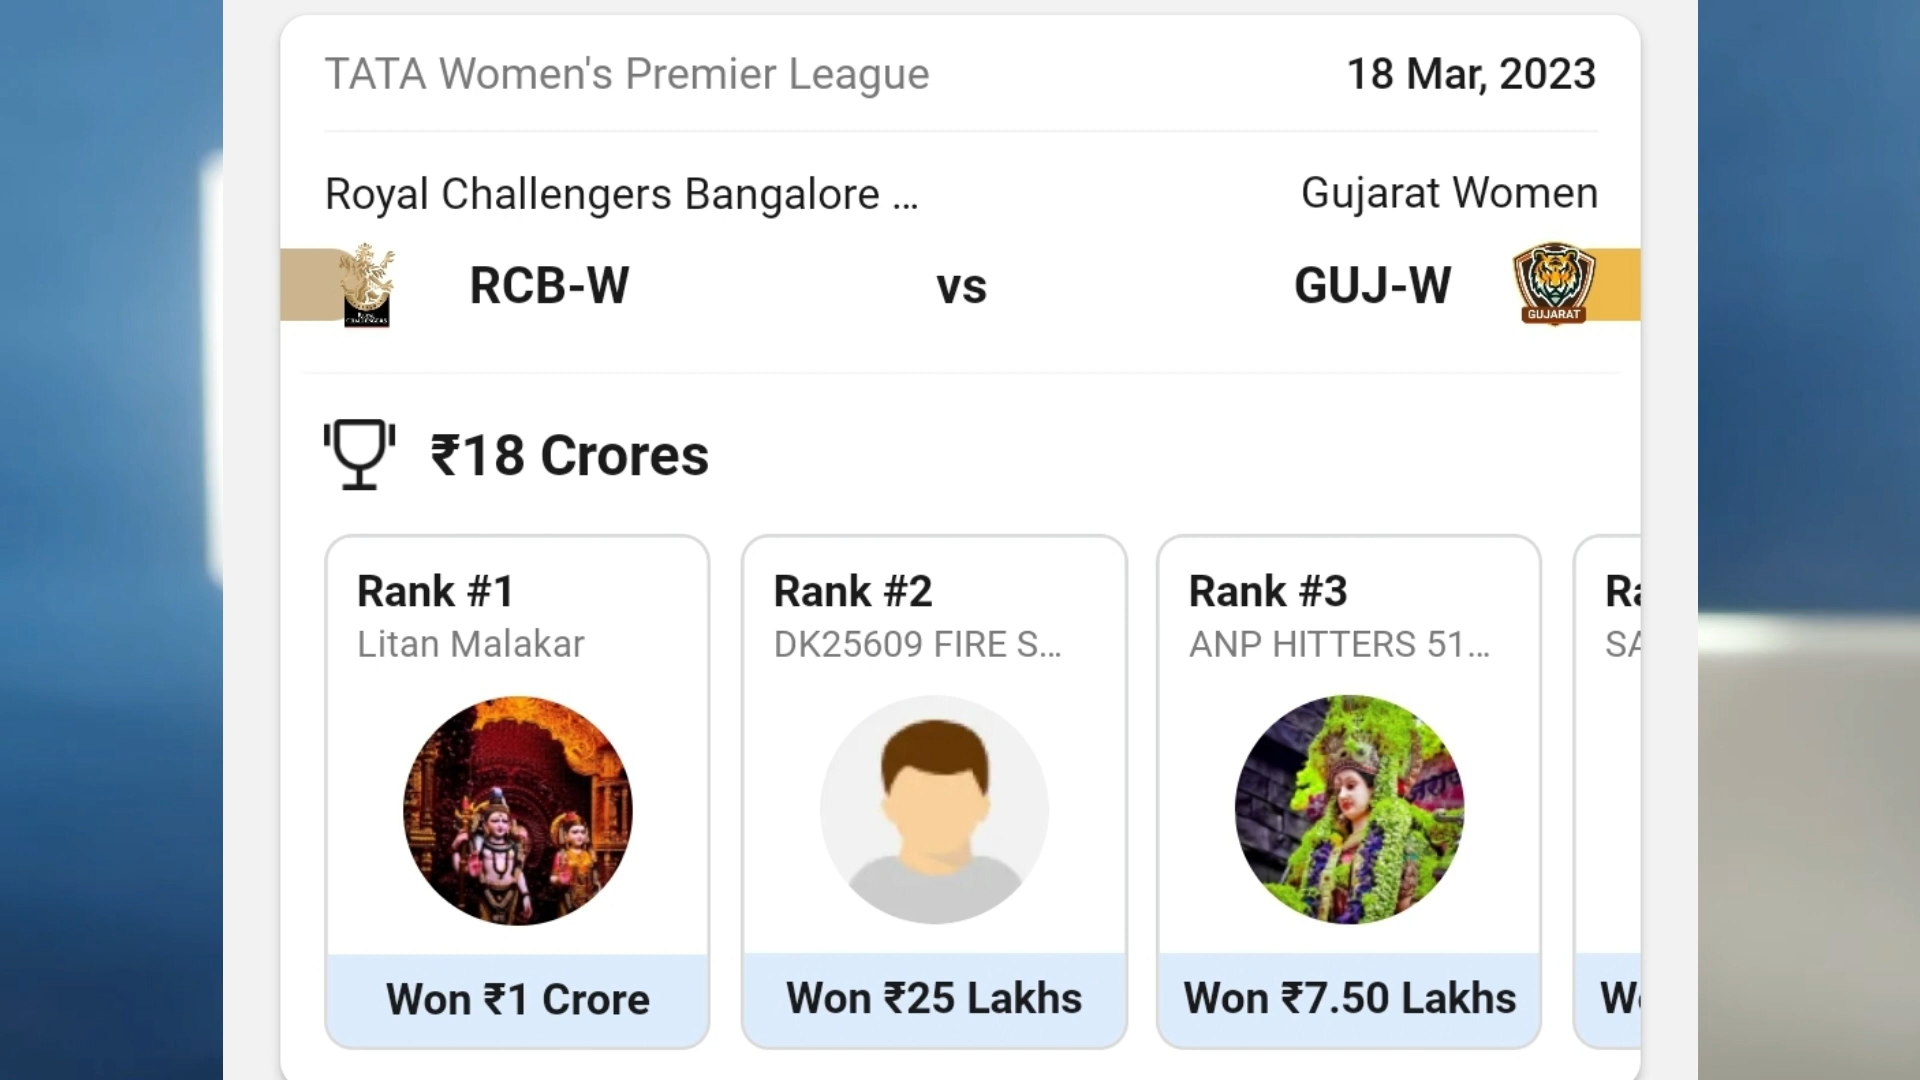 TATA Women's Premier League
18 Mar, 2023
Royal Challengers Bangalore ...
Gujarat Women
RCB-W
vs
GUJ-W
GUJARAT
₹18 Crores
Rank #1
Litan Malakar
Won ₹1 Crore
Rank #2
DK25609 FIRE S...
Won ₹25 Lakhs
Rank #3
ANP HITTERS 51...
Won ₹7.50 Lakhs